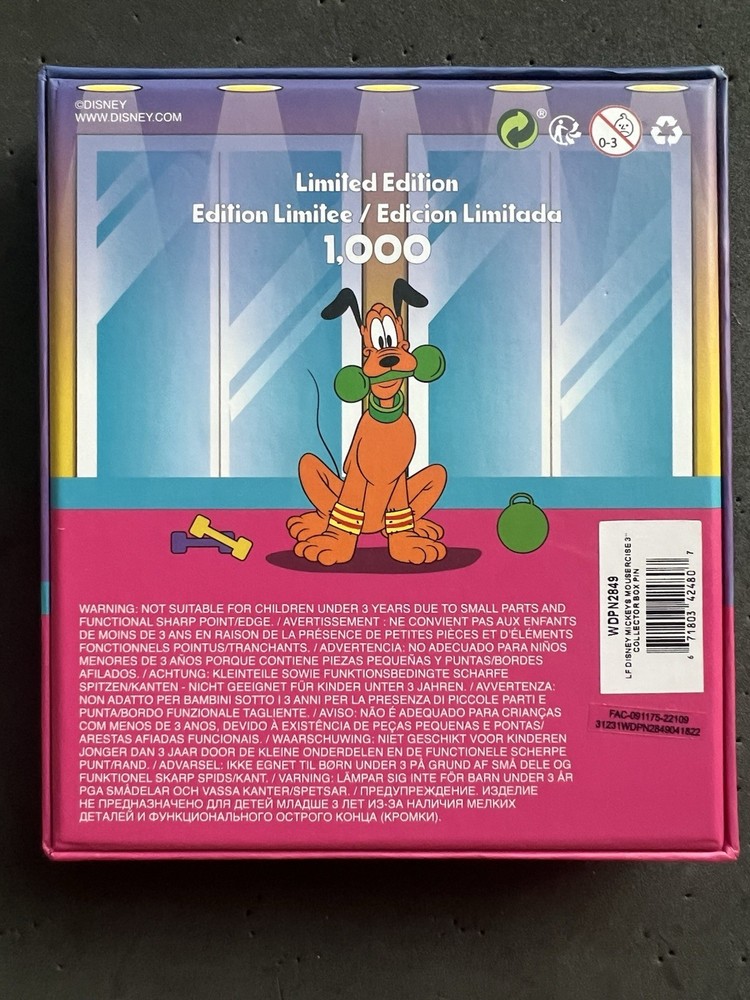 ©DISNEY
WWW.DISNEY.COM
®
0-3
Limited Edition
Edition Limitee / Edicion Limitada
1,000
WARNING: NOT SUITABLE FOR CHILDREN UNDER 3 YEARS DUE TO SMALL PARTS AND
FUNCTIONAL SHARP POINT/EDGE. / AVERTISSEMENT : NE CONVIENT PAS AUX ENFANTS
DE MOINS DE 3 ANS EN RAISON DE LA PRÉSENCE DE PETITES PIÈCES ET D'ÉLÉMENTS
FONCTIONNELS POINTUS/TRANCHANTS. / ADVERTENCIA: NO ADECUADO PARA NIÑOS
MENORES DE 3 AÑOS PORQUE CONTIENE PIEZAS PEQUEÑAS Y PUNTAS/BORDES
AFILADOS. / ACHTUNG: KLEINTEILE SOWIE FUNKTIONSBEDINGTE SCHARFE
SPITZEN/KANTEN - NICHT GEEIGNET FÜR KINDER UNTER 3 JAHREN. / AVVERTENZA:
NON ADATTO PER BAMBINI SOTTO I 3 ANNI PER LA PRESENZA DI PICCOLE PARTI E
PUNTA/BORDO FUNZIONALE TAGLIENTE. / AVISO: NÃO É ADEQUADO PARA CRIANÇAS
COM MENOS DE 3 ANOS, DEVIDO À EXISTÊNCIA DE PEÇAS PEQUENAS E PONTAS/
ARESTAS AFIADAS FUNCIONAIS. / WAARSCHUWING: NIET GESCHIKT VOOR KINDEREN
JONGER DAN 3 JAAR DOOR DE KLEINE ONDERDELEN EN DE FUNCTIONELE SCHERPE
PUNT/RAND. / ADVARSEL: IKKE EGNET TIL BØRN UNDER 3 PÅ GRUND AF SMÅ DELE OG
FUNKTIONEL SKARP SPIDS/KANT. / VARNING: LÄMPAR SIG INTE FÖR BARN UNDER 3 ÅR
PGA SMÅDELAR OCH VASSA KANTER/SPETSAR. / ПРЕДУПРЕЖДЕНИЕ. ИЗДЕЛИЕ
НЕ ПРЕДНАЗНАЧЕНО ДЛЯ ДЕТЕЙ МЛАДШЕ 3 ЛЕТ ИЗ-ЗА НАЛИЧИЯ МЕЛКИХ
ДЕТАЛЕЙ И ФУНКЦИОНАЛЬНОГО ОСТРОГО КОНЦА (КРОМКИ).
WDPN2849
LF DISNEY MICKEYS MOUSERCISE 3"
COLLECTOR BOX PIN
6 71803 42480 7
FAC-091175-22109
31231WDPN2849041822